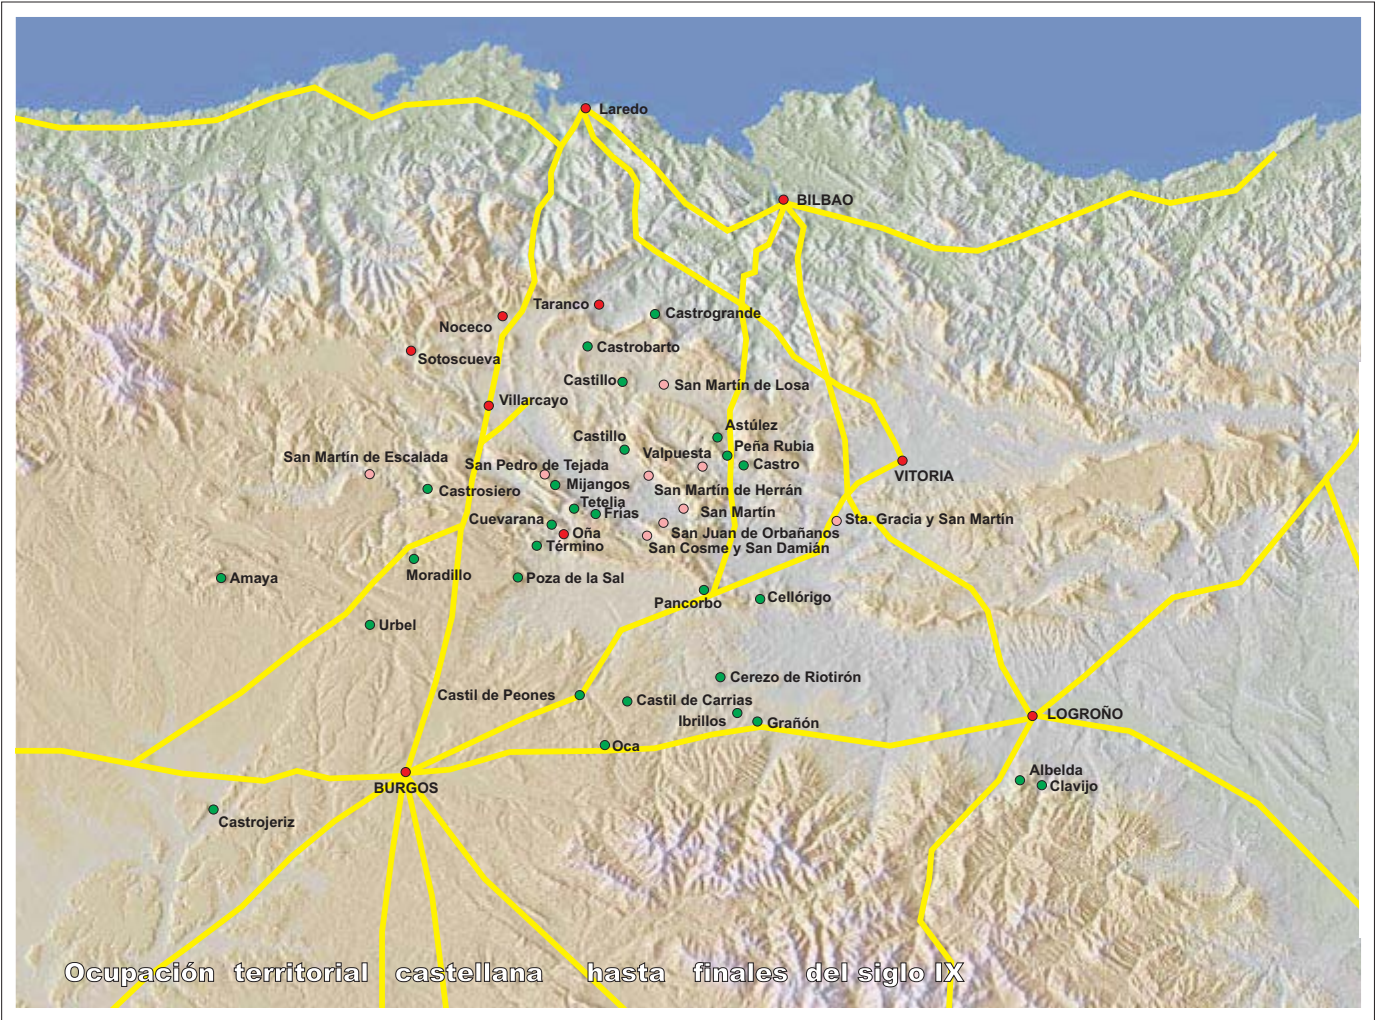 Laredo
BILBAO
Taranco
Castrogrande
Noceco
Castrobarto
Sotoscueva
Castillo
San Martín de Losa
Villarcayo
Astúlez
Castillo
Peña Rubia
Valpuesta
San Martín de Escalada
San Pedro de Tejada
Castro
VITORIA
Mijangos
Castrosiero
San Martín de Herrán
Tetelia
Frías
San Martín
Cuevarana
Sta. Gracia y San Martín
Oña
San Juan de Orbañanos
Término
San Cosme y San Damián
Moradillo
Amaya
Poza de la Sal
Pancorbo
Cellórigo
Urbel
Cerezo de Riotirón
Castil de Peones
Castil de Carrias
LOGROÑO
Ibrillos
Grañón
Oca
Albelda
Clavijo
BURGOS
Castrojeriz
Ocupación territorial castellana hasta finales del siglo IX